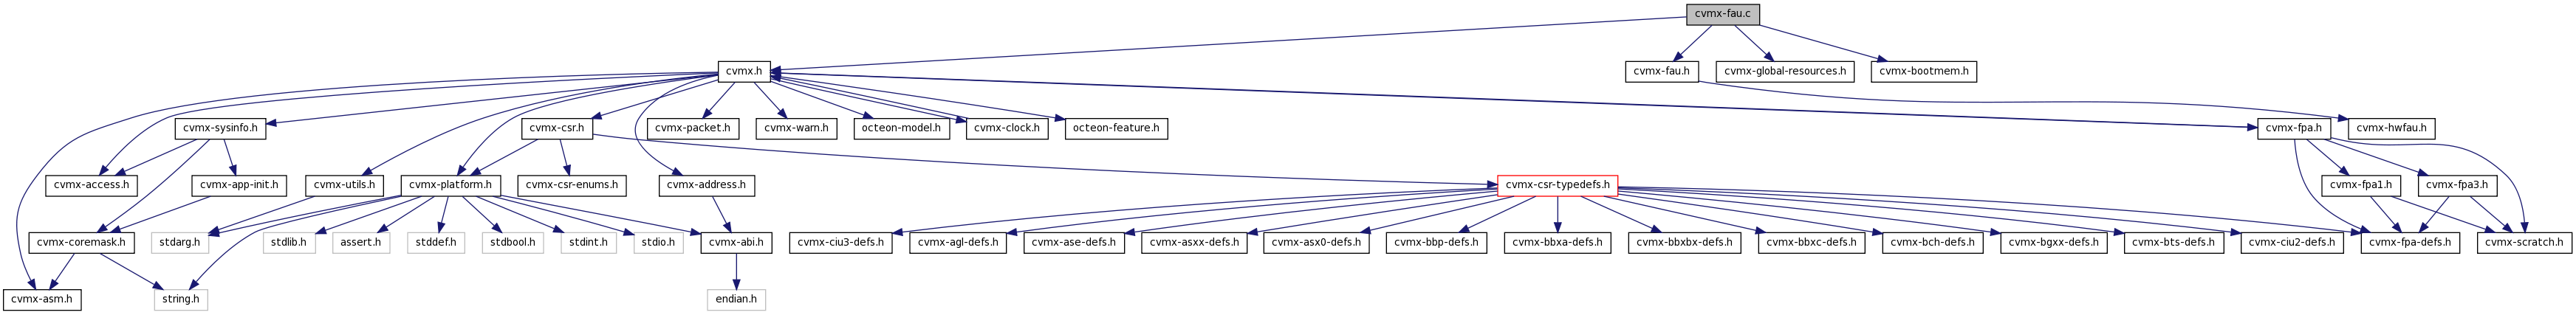 cvmx-fau.c
cvmx.h
cvmx-fau.h
cvmx-global-resources.h
cvmx-bootmem.h
cvmx-sysinfo.h
cvmx-csr.h
cvmx-packet.h
cvmx-warn.h
octeon-model.h
cvmx-clock.h
octeon-feature.h
cvmx-fpa.h
cvmx-hwfau.h
cvmx-access.h
cvmx-app-init.h
cvmx-utils.h
cvmx-platform.h
cvmx-csr-enums.h
cvmx-address.h
cvmx-csr-typedefs.h
cvmx-fpa1.h
cvmx-fpa3.h
cvmx-coremask.h
stdarg.h
stdlib.h
assert.h
stddef.h
stdbool.h
stdint.h
stdio.h
cvmx-abi.h
cvmx-ciu3-defs.h
cvmx-agl-defs.h
cvmx-ase-defs.h
cvmx-asxx-defs.h
cvmx-asx0-defs.h
cvmx-bbp-defs.h
cvmx-bbxa-defs.h
cvmx-bbxbx-defs.h
cvmx-bbxc-defs.h
cvmx-bch-defs.h
cvmx-bgxx-defs.h
cvmx-bts-defs.h
cvmx-ciu2-defs.h
cvmx-fpa-defs.h
cvmx-scratch.h
cvmx-asm.h
string.h
endian.h